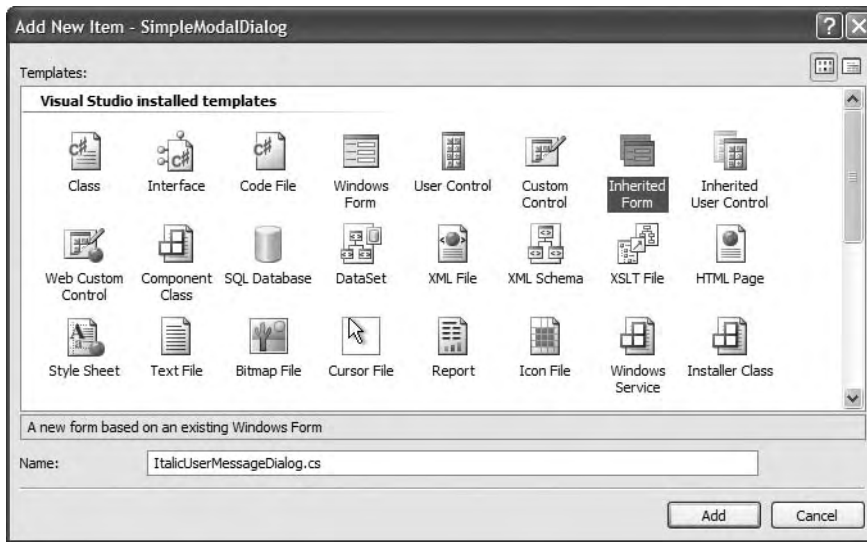 Add New Item - SimpleModalDialog
Templates:
Visual Studio installed templates
Class
Interface
Code File
Windows
Form
User Control
Custom
Control
Inherited
Form
Inherited
User Control
Web Custom
Control
Component
Class
SQL Database
DataSet
XML File
XML Schema
XSLT File
HTML Page
Style Sheet
Text File
Bitmap File
Cursor File
Report
Icon File
Windows
Service
Installer Class
A new form based on an existing Windows Form
Name:
ItalicUserMessageDialog.cs
Add
Cancel